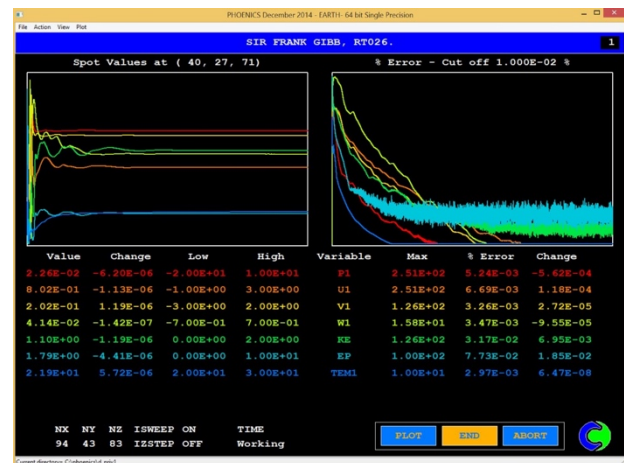 PHOENICS December 2014 - EARTH- 64 bit Single Precision
File Action View Plot
SIR FRANK GIBB, RT026. 1
Spot Values at ( 40, 27, 71) % Error - Cut off 1.000E-02 %
Value Change Low High Variable Max % Error Change
2.26E-02 -6.20E-06 -2.00E+01 1.00E+01 P1 2.51E+02 5.24E-03 -5.62E-04
8.02E-01 -1.13E-06 -1.00E+00 3.00E+00 U1 2.51E+02 6.69E-03 1.18E-04
2.02E-01 1.19E-06 -3.00E+00 2.00E+00 V1 1.26E+02 3.26E-03 2.72E-05
4.14E-02 -1.42E-07 -7.00E-01 7.00E-01 W1 1.58E+01 3.47E-03 -9.55E-05
1.10E+00 -1.19E-06 0.00E+00 2.00E+00 KE 1.26E+02 3.17E-02 6.95E-03
1.79E+00 -4.41E-06 0.00E+00 1.00E+01 EP 1.00E+02 7.73E-02 1.85E-02
2.19E+01 5.72E-06 2.00E+01 3.00E+01 TEM1 1.00E+01 2.97E-03 6.47E-08
NX NY NZ ISWEEP ON TIME
94 43 83 IZSTEP OFF Working
PLOT END ABORT
Current directory: C:\phoenics\d_priv1